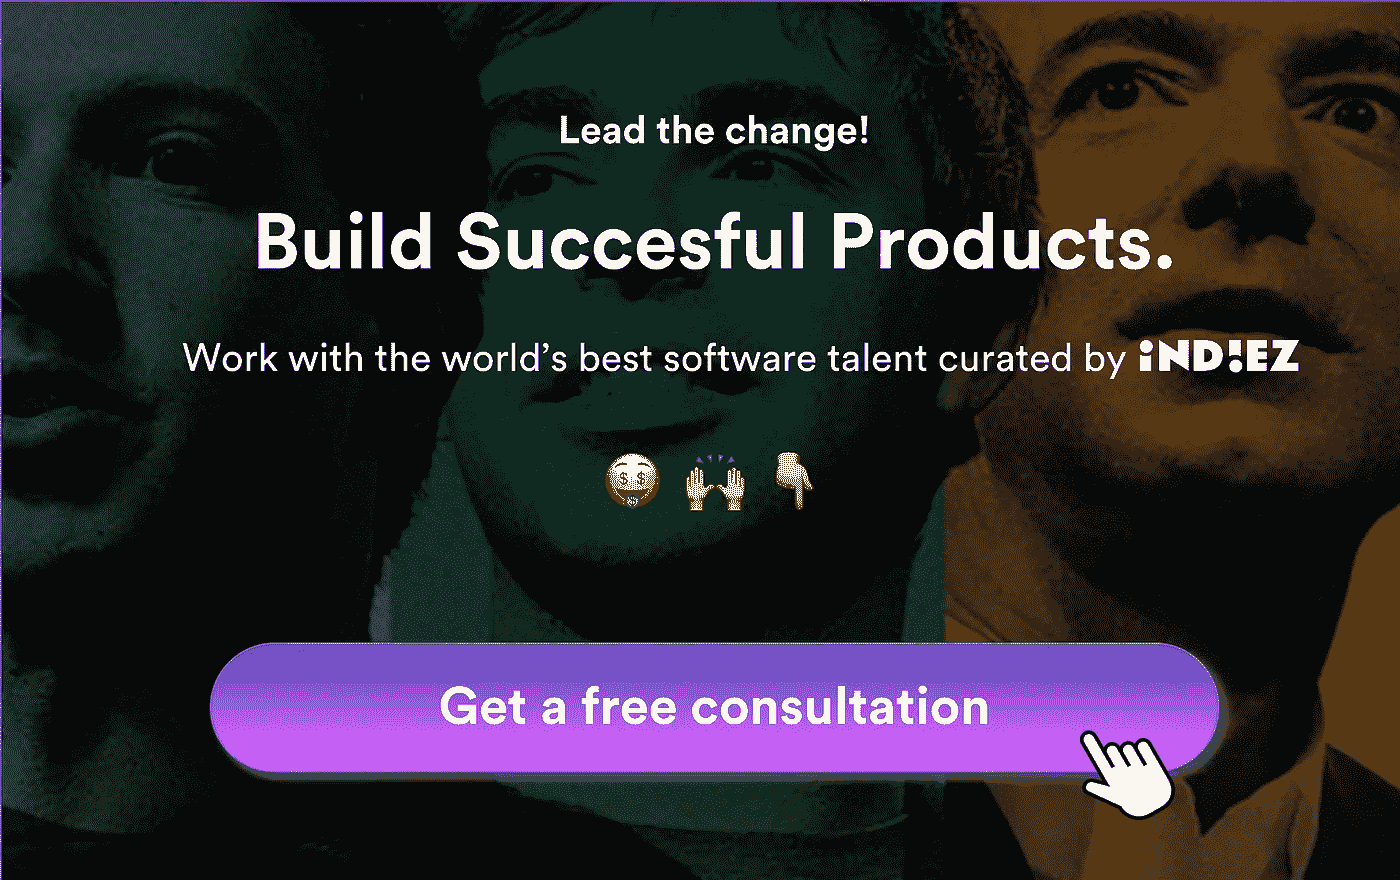 Lead the change!
Build Succesful Products.
Work with the world’s best software talent curated by iND!EZ
Get a free consultation